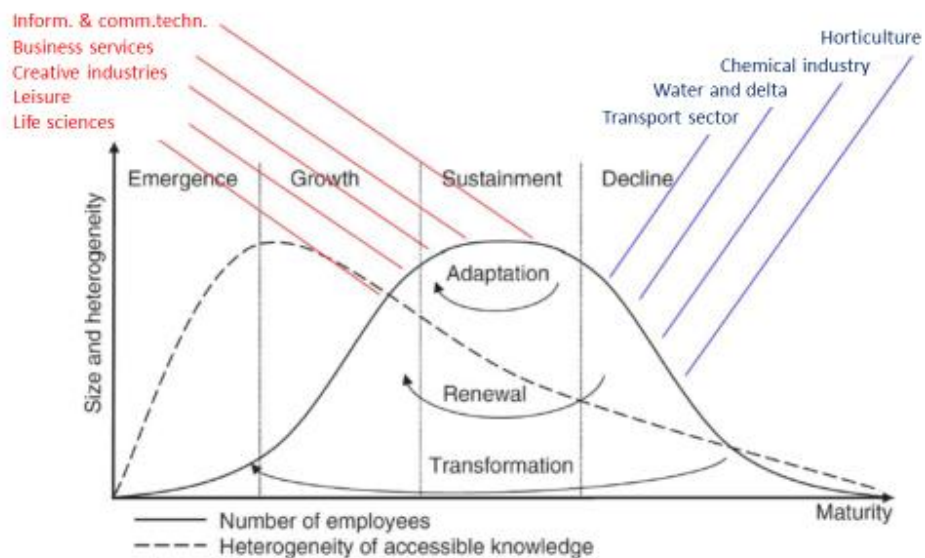 Inform. & comm.techn.
Business services
Creative industries
Leisure
Life sciences
Horticulture
Chemical industry
Water and delta
Transport sector
Emergence
Growth
Sustainment
Decline
Adaptation
Renewal
Transformation
Size and heterogeneity
Maturity
Number of employees
Heterogeneity of accessible knowledge